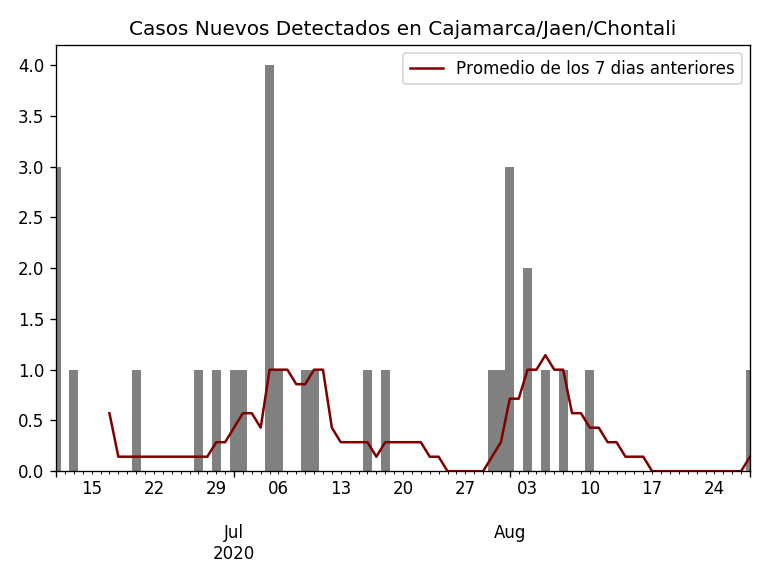 Casos Nuevos Detectados en Cajamarca/Jaen/Chontali
Promedio de los 7 dias anteriores
4.0
3.5
3.0
2.5
2.0
1.5
1.0
0.5
0.0
15 22 29 06 13 20 27 03 10 17 24
Jul Aug
2020